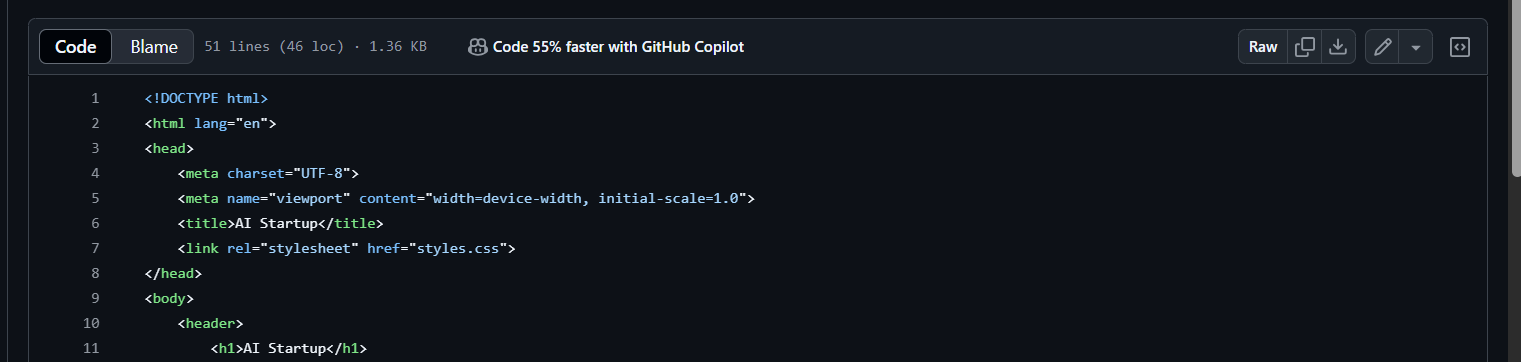 Code Blame 51 lines (46 loc) · 1.36 KB Code 55% faster with GitHub Copilot Raw
1 <!DOCTYPE html>
2 <html lang="en">
3 <head>
4 <meta charset="UTF-8">
5 <meta name="viewport" content="width=device-width, initial-scale=1.0">
6 <title>AI Startup</title>
7 <link rel="stylesheet" href="styles.css">
8 </head>
9 <body>
10 <header>
11 <h1>AI Startup</h1>